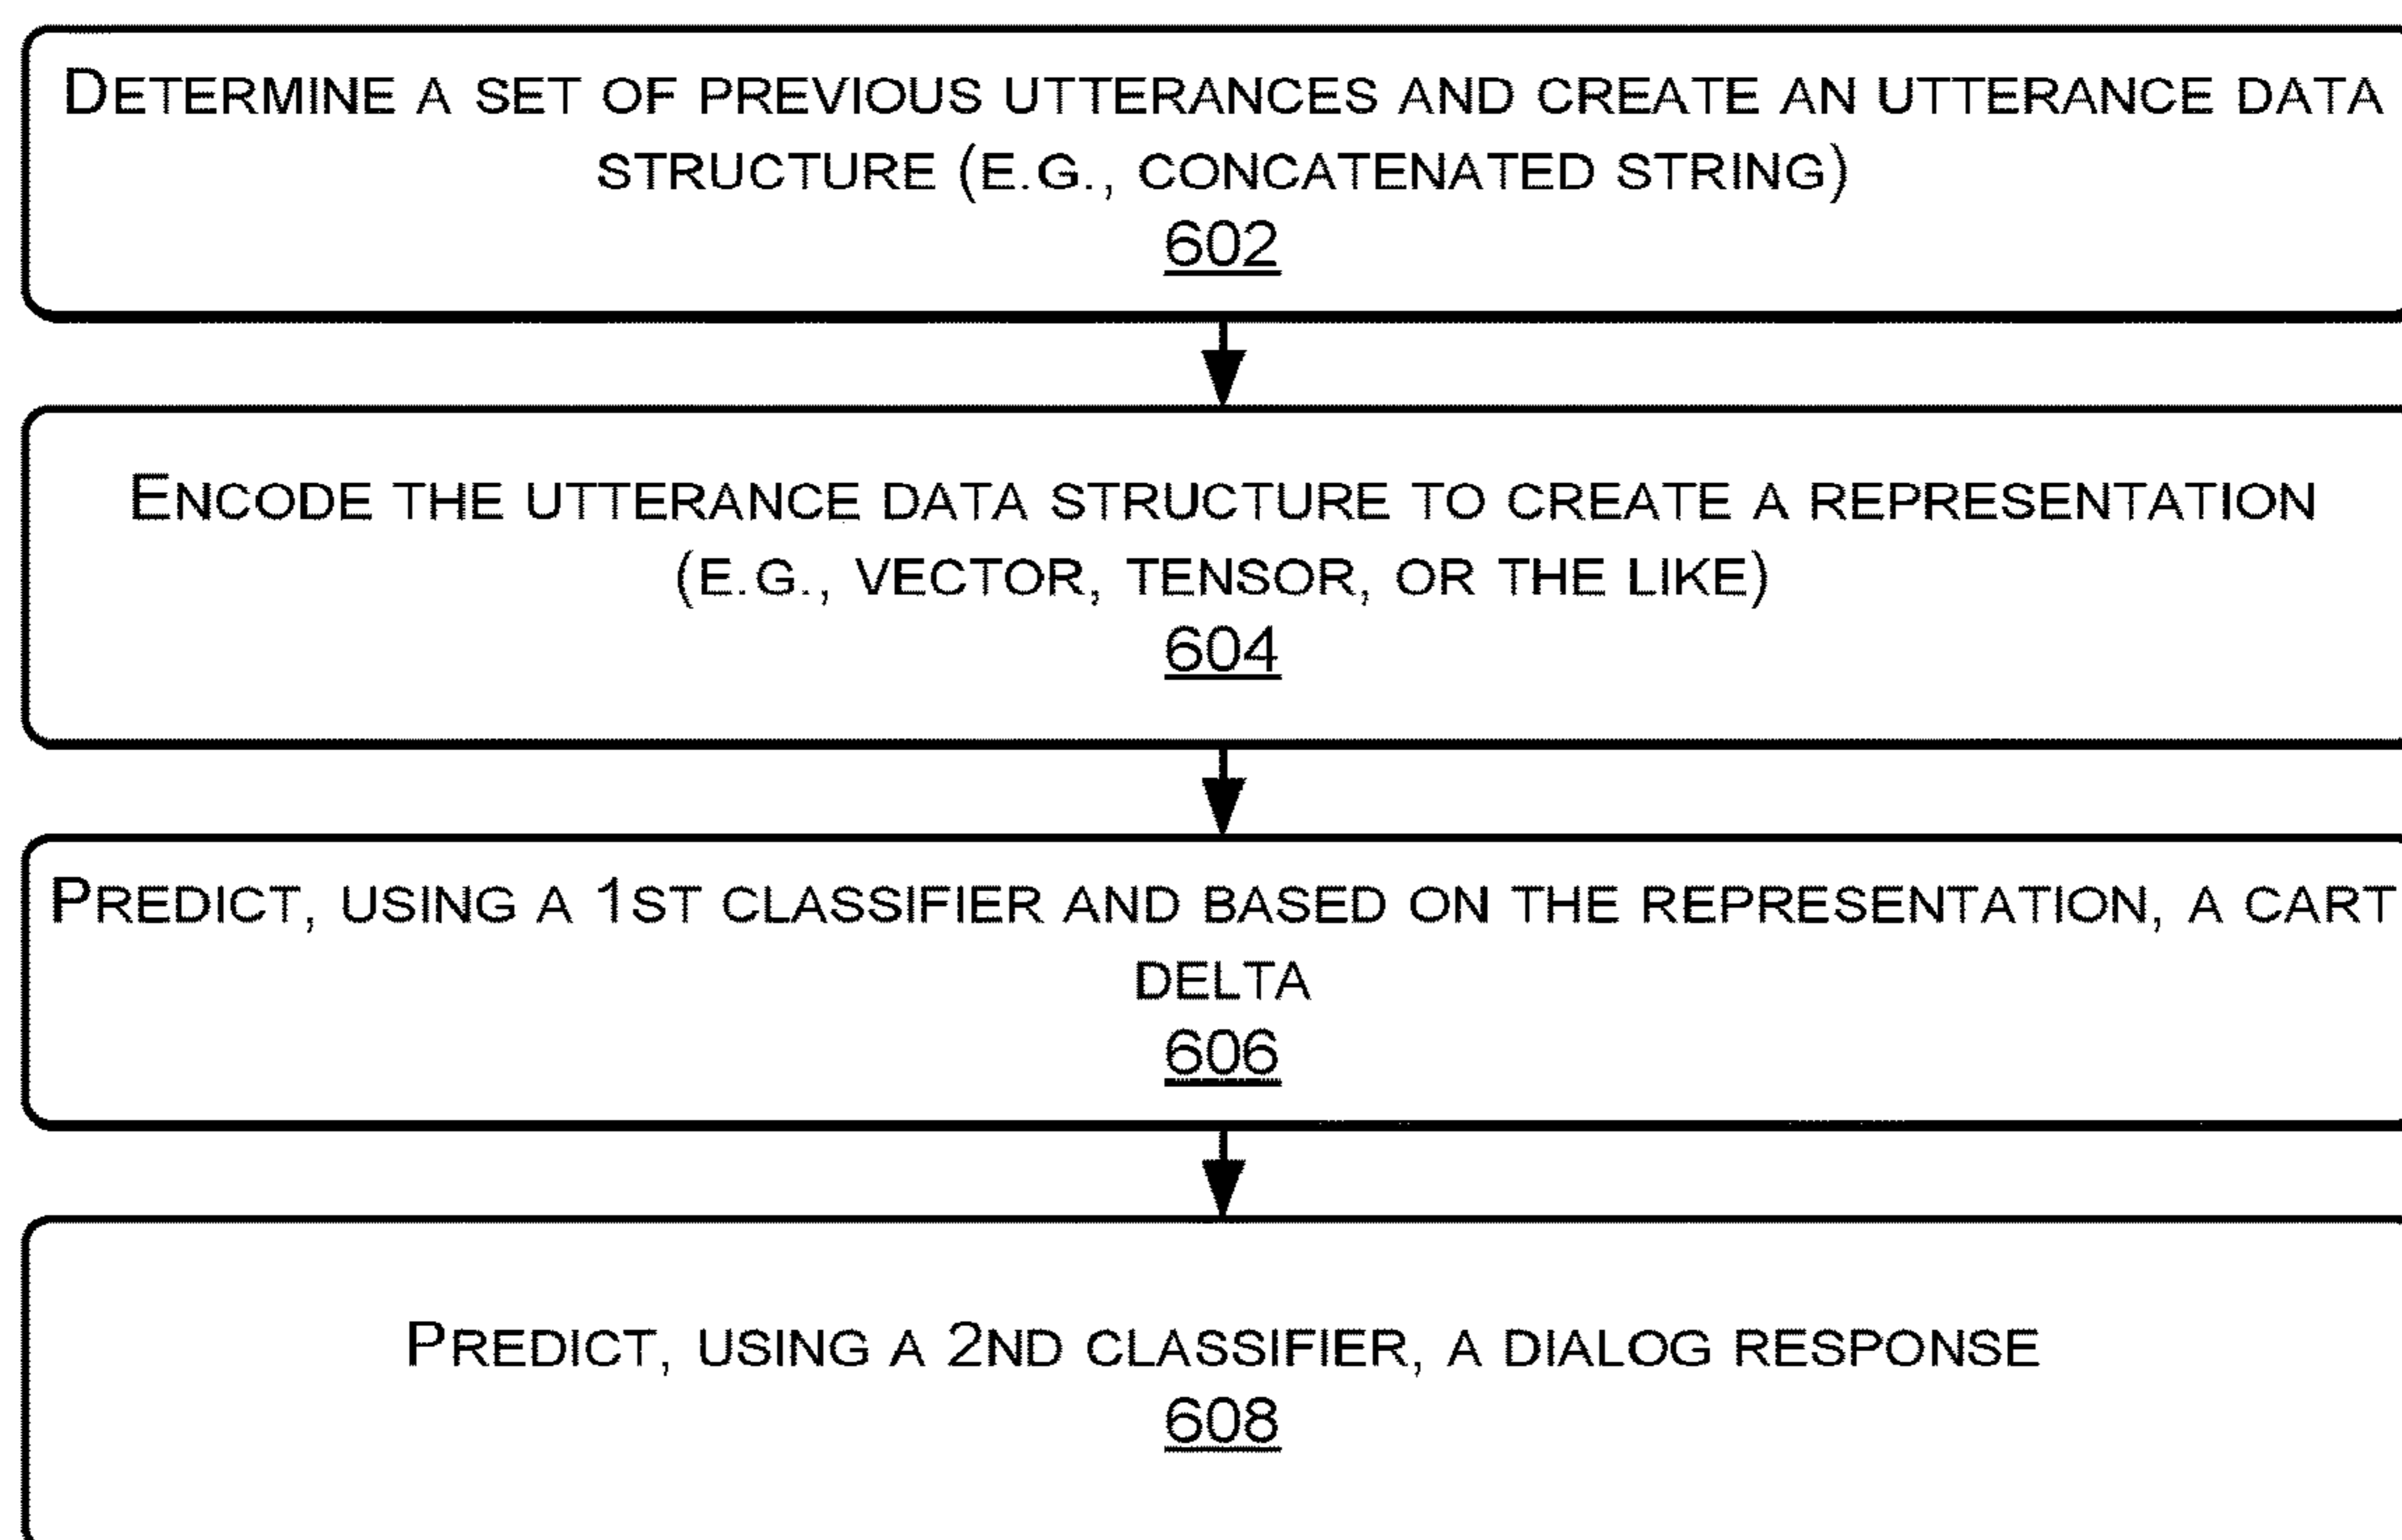 DETERMINE A SET OF PREVIOUS UTTERANCES AND CREATE AN UTTERANCE DATA
STRUCTURE (E.G., CONCATENATED STRING)
602
ENCODE THE UTTERANCE DATA STRUCTURE TO CREATE A REPRESENTATION
(E.G., VECTOR, TENSOR, OR THE LIKE)
604
PREDICT, USING A 1ST CLASSIFIER AND BASED ON THE REPRESENTATION, A CART
DELTA
606
PREDICT, USING A 2ND CLASSIFIER, A DIALOG RESPONSE
608